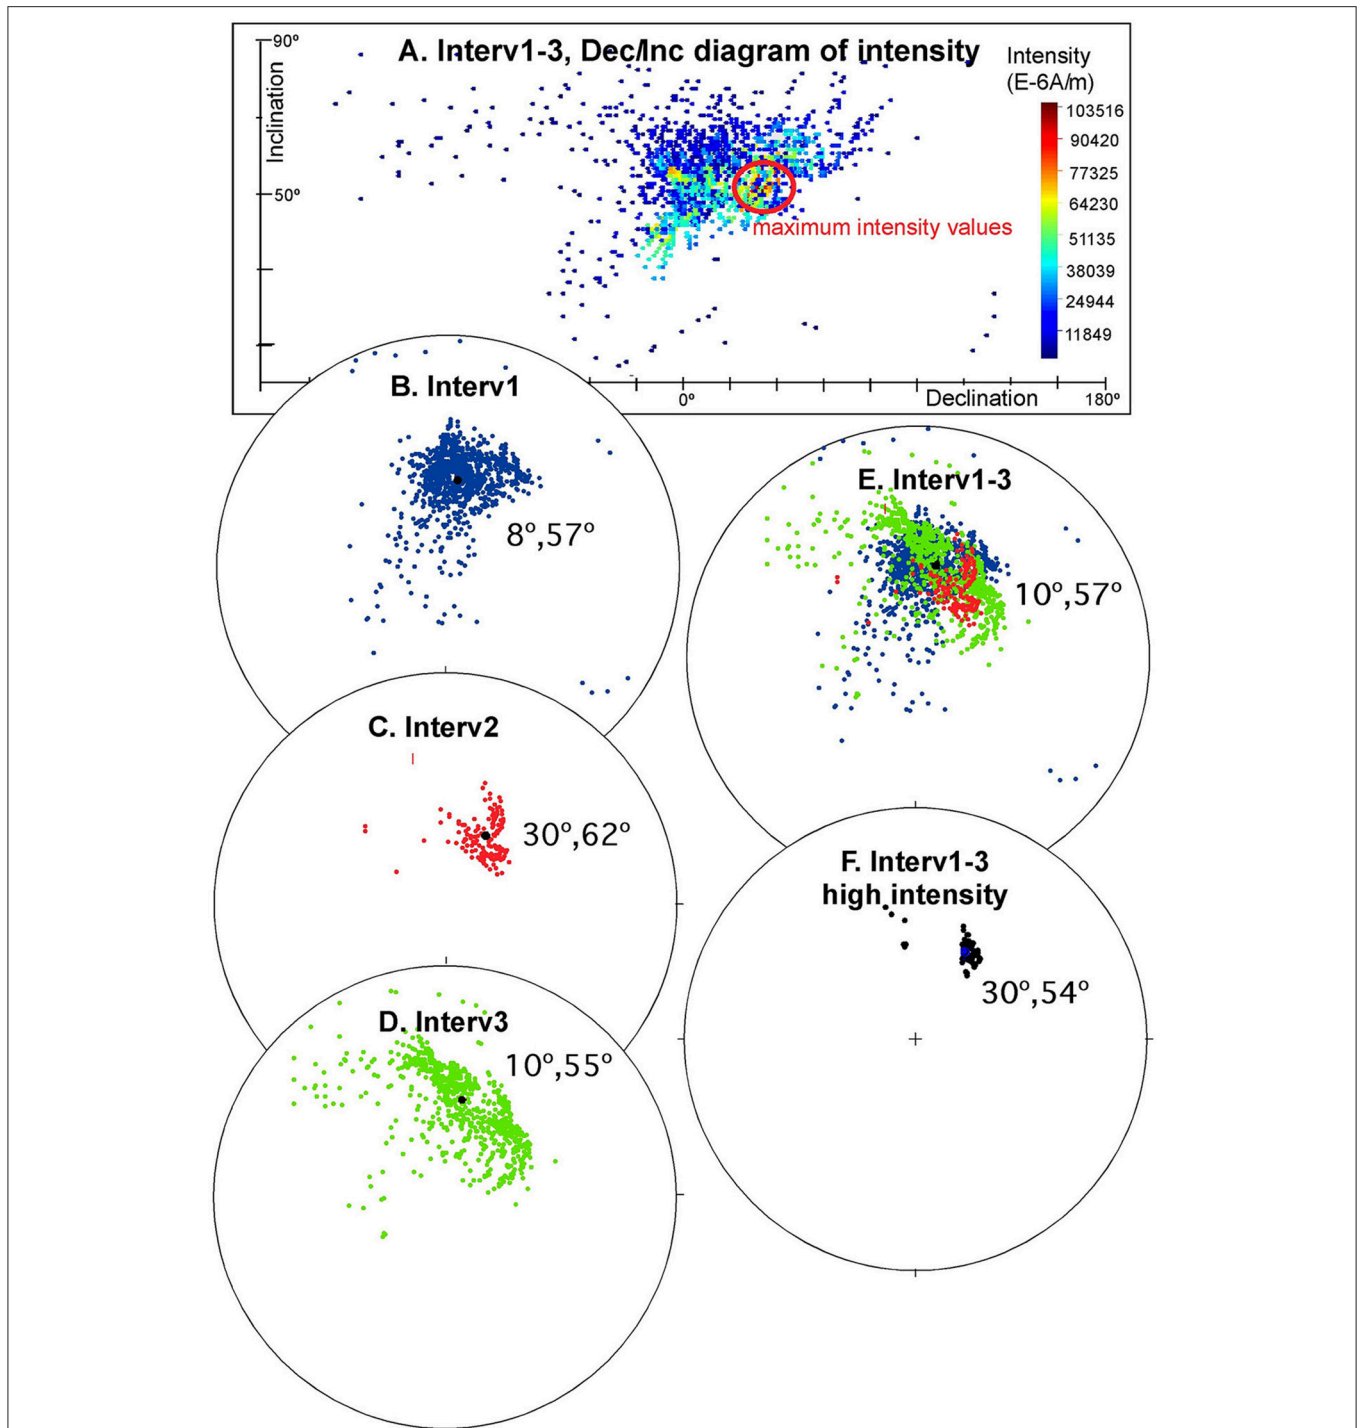 A. Interv1-3, Dec/Inc diagram of intensity
Intensity
(E-6A/m)
103516
90420
77325
64230
51135
38039
24944
11849
90º
Inclination
50º
maximum intensity values
0º
Declination
180º
B. Interv1
8º,57º
E. Interv1-3
10º,57º
C. Interv2
30º,62º
F. Interv1-3
high intensity
30º,54º
D. Interv3
10º,55º